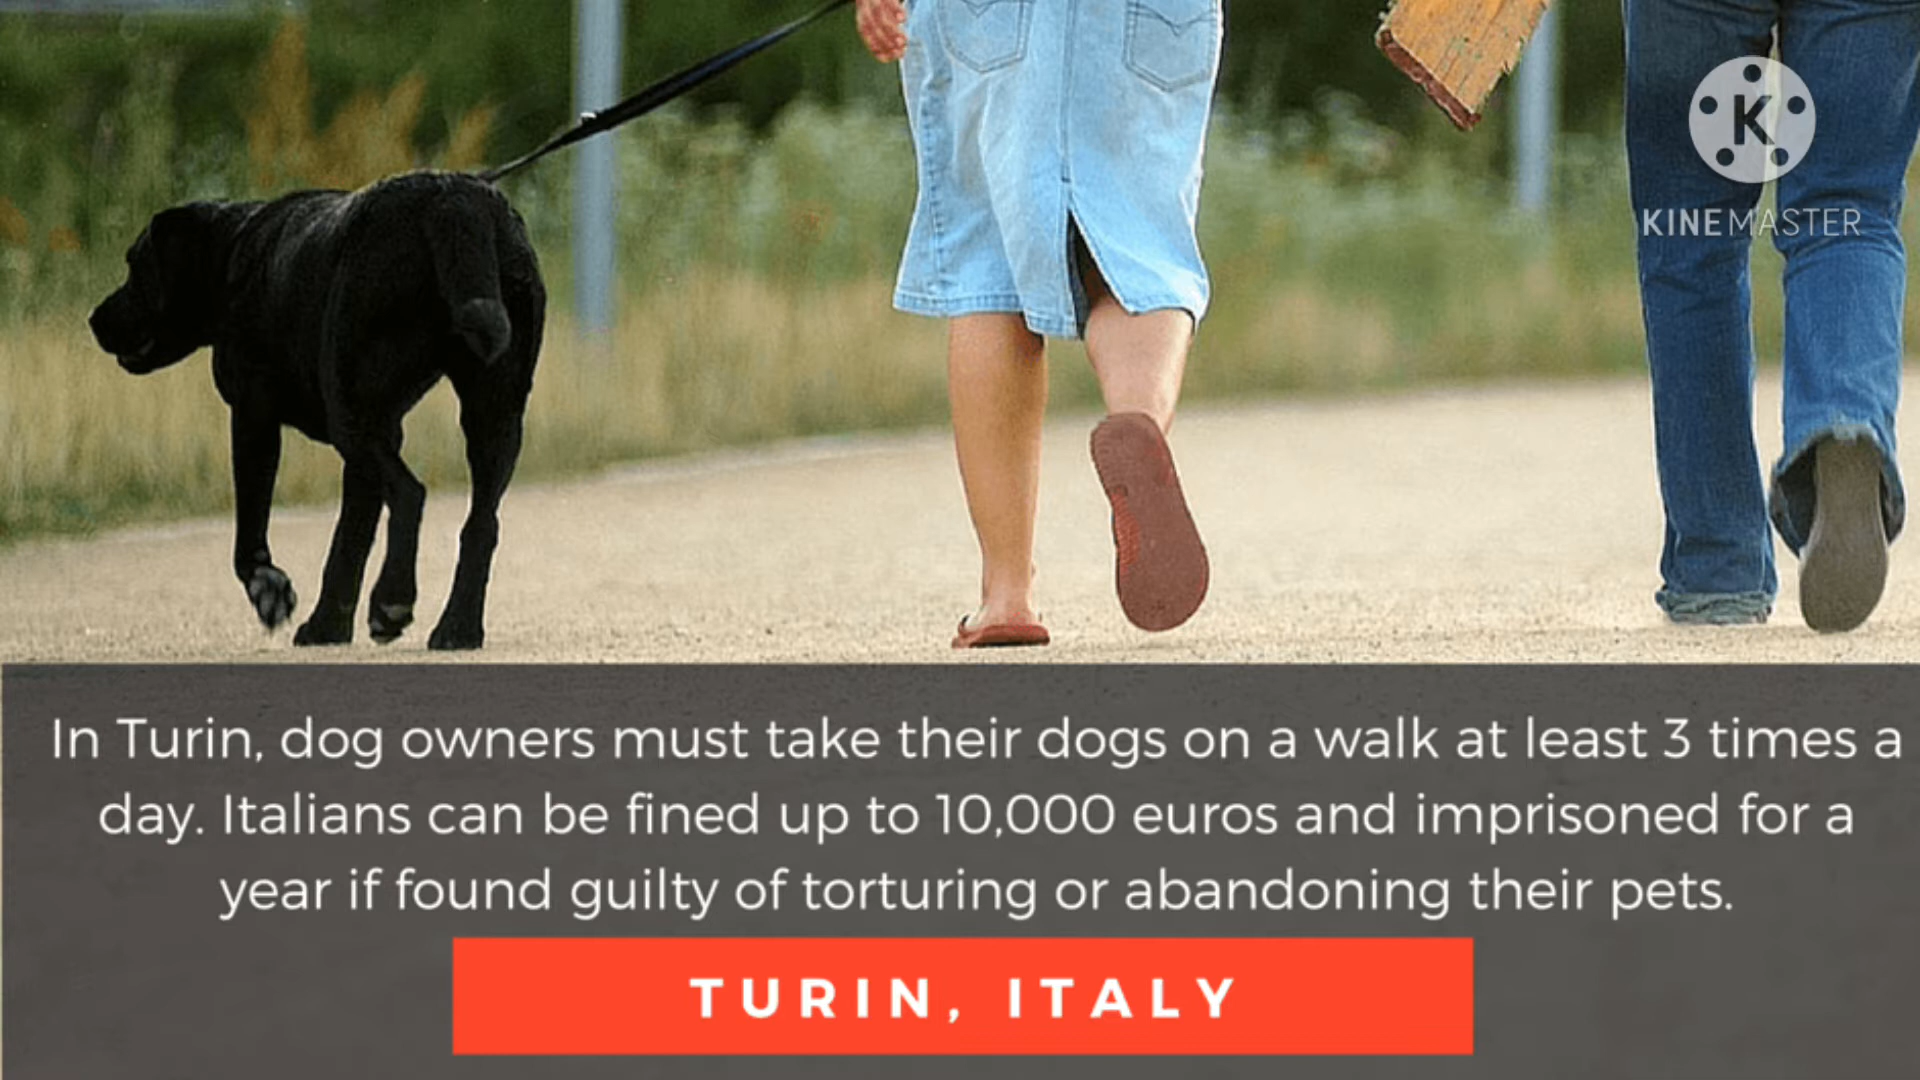 K
KINEMASTER
In Turin, dog owners must take their dogs on a walk at least 3 times a
day. Italians can be fined up to 10,000 euros and imprisoned for a
year if found guilty of torturing or abandoning their pets.
TURIN, ITALY